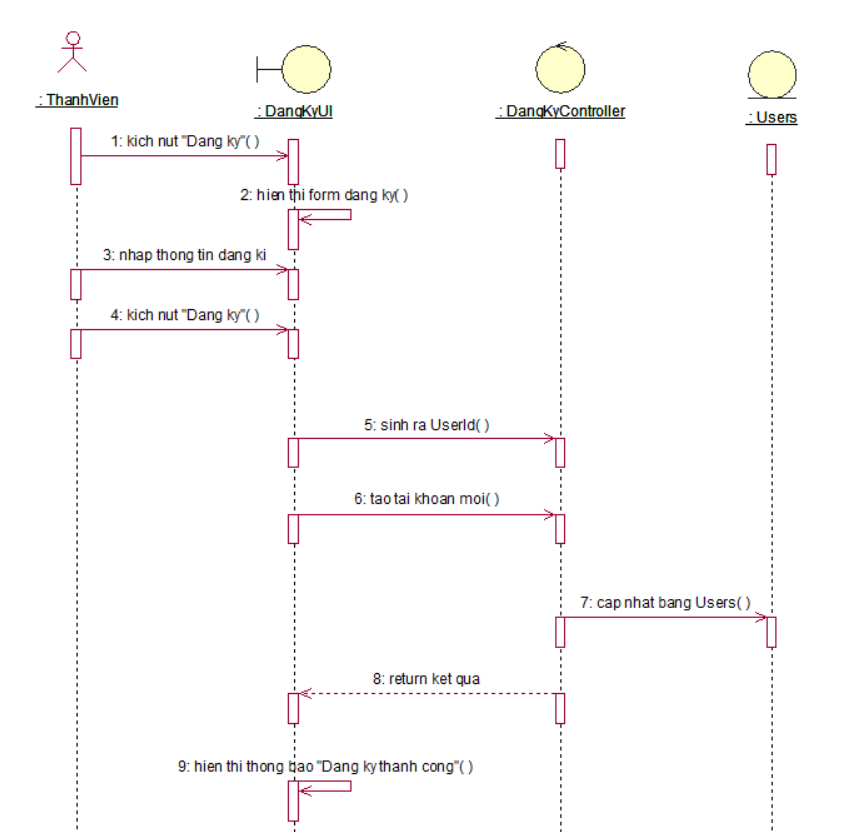 : ThanhVien
: DangKyUI
: DangKyController
: Users
1: kich nut "Dang ky"( )
2: hien thi form dang ky( )
3: nhap thong tin dang ki
4: kich nut "Dang ky"( )
5: sinh ra UserId( )
6: tao tai khoan moi( )
7: cap nhat bang Users( )
8: return ket qua
9: hien thi thong bao "Dang ky thanh cong"( )